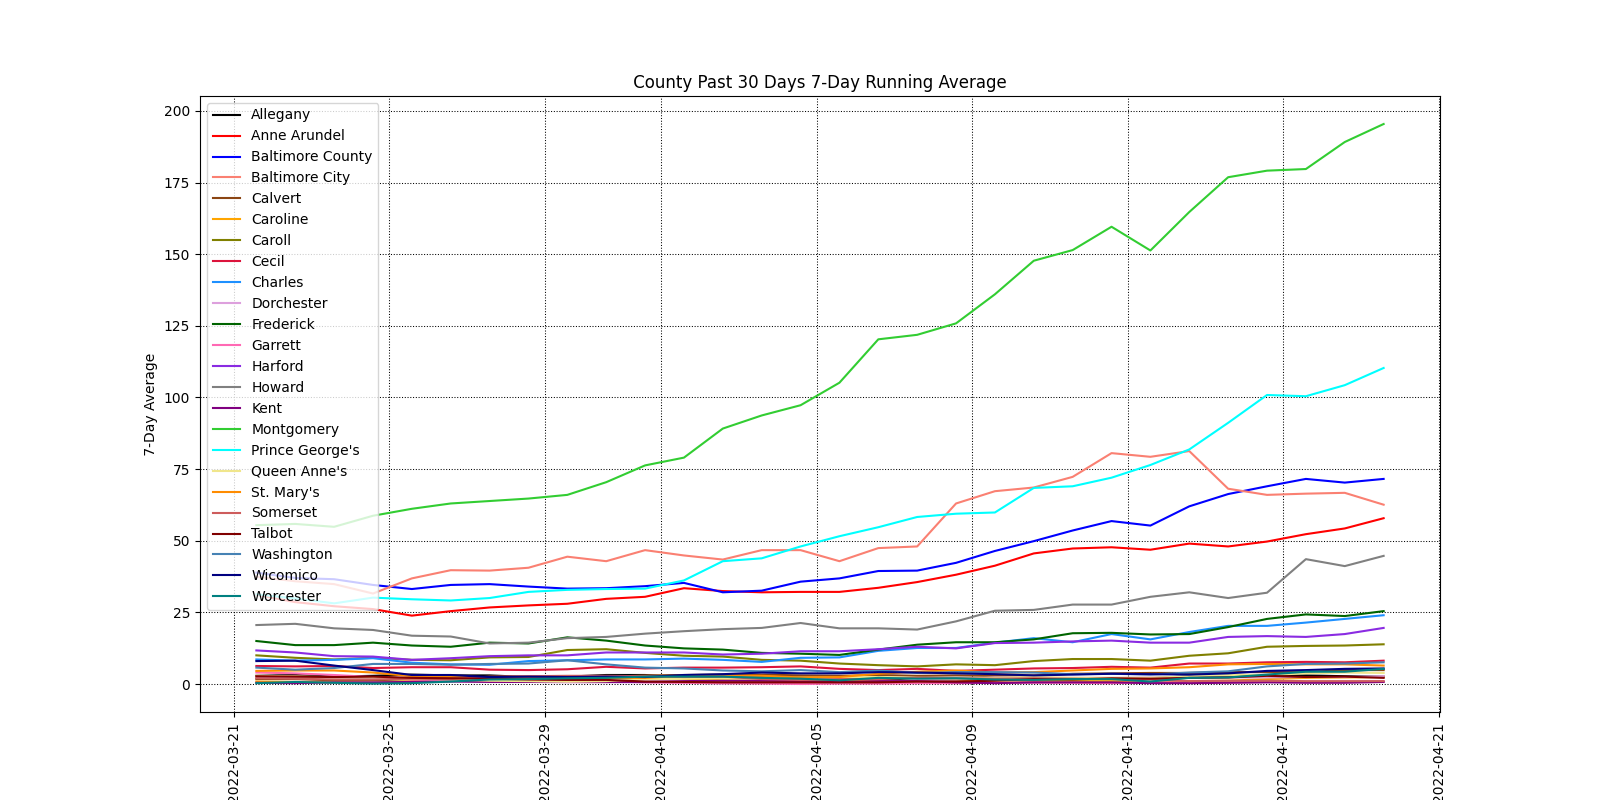 County Past 30 Days 7-Day Running Average
7-Day Average
200
175
150
125
100
75
50
25
0
Allegany
Anne Arundel
Baltimore County
Baltimore City
Calvert
Caroline
Caroll
Cecil
Charles
Dorchester
Frederick
Garrett
Harford
Howard
Kent
Montgomery
Prince George's
Queen Anne's
St. Mary's
Somerset
Talbot
Washington
Wicomico
Worcester
2022-03-21
2022-03-25
2022-03-29
2022-04-01
2022-04-05
2022-04-09
2022-04-13
2022-04-17
2022-04-21